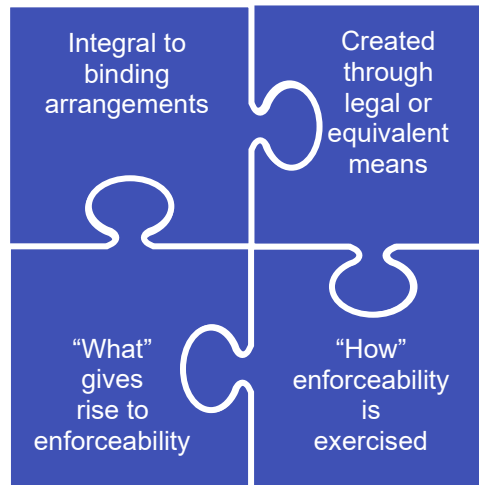 Integral to
binding
arrangements
Created
through
legal or
equivalent
means
“What”
gives
rise to
enforceability
“How”
enforceability
is
exercised